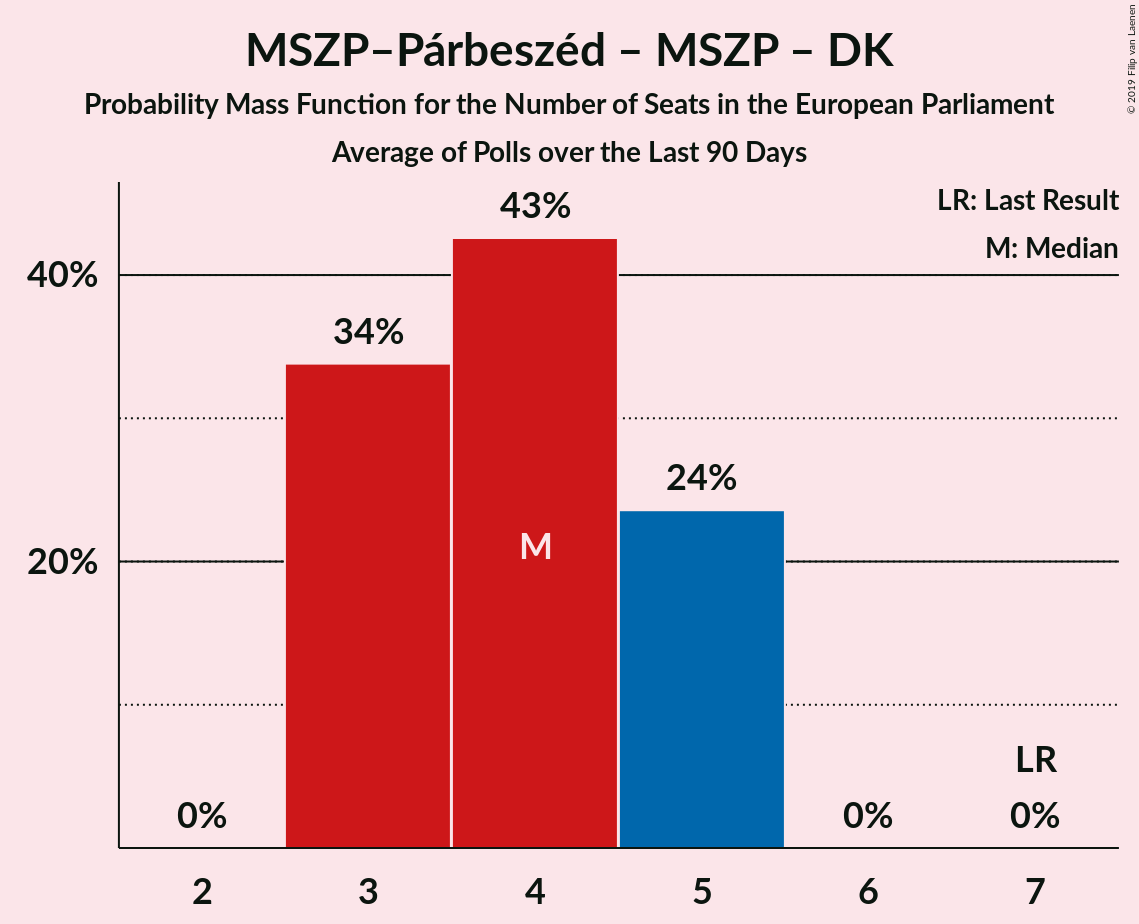 MSZP–Párbeszéd – MSZP – DK
Probability Mass Function for the Number of Seats in the European Parliament
Average of Polls over the Last 90 Days
© 2019 Filip van Laenen
LR: Last Result
M: Median
43%
40%
34%
24%
M
20%
LR
0%
0%
0%
2
3
4
5
6
7